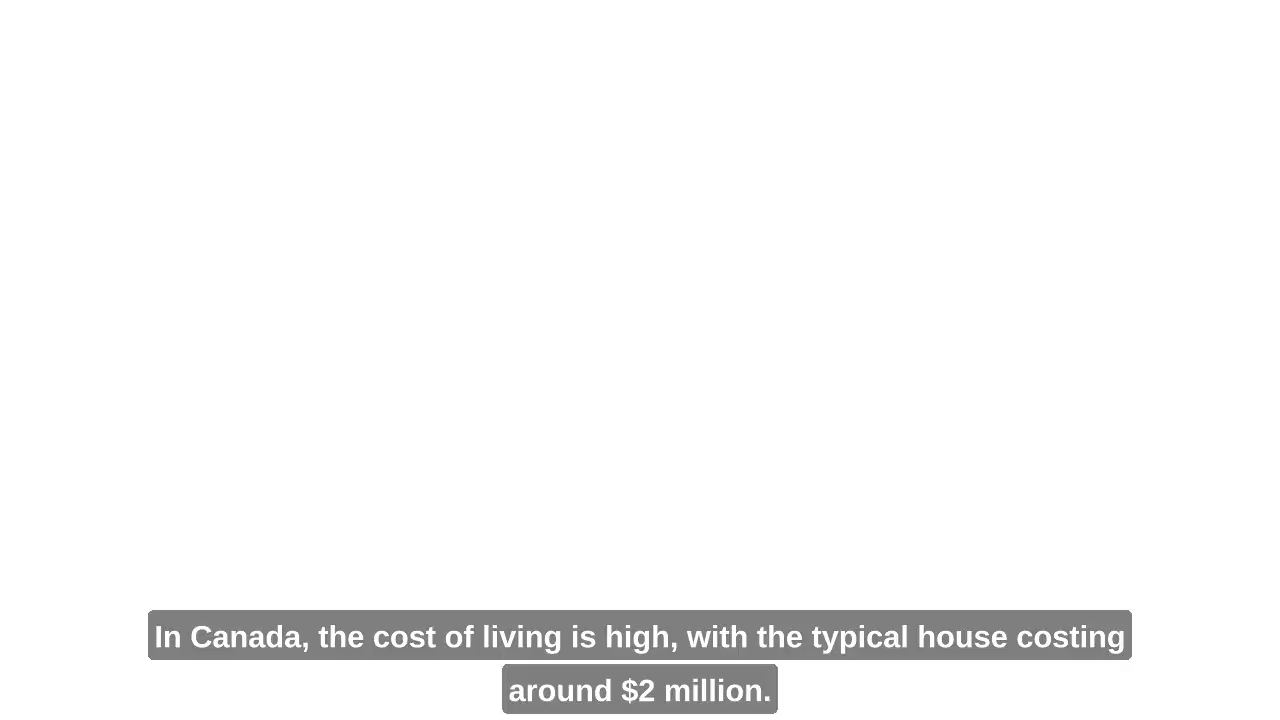 In Canada, the cost of living is high, with the typical house costing
around $2 million.